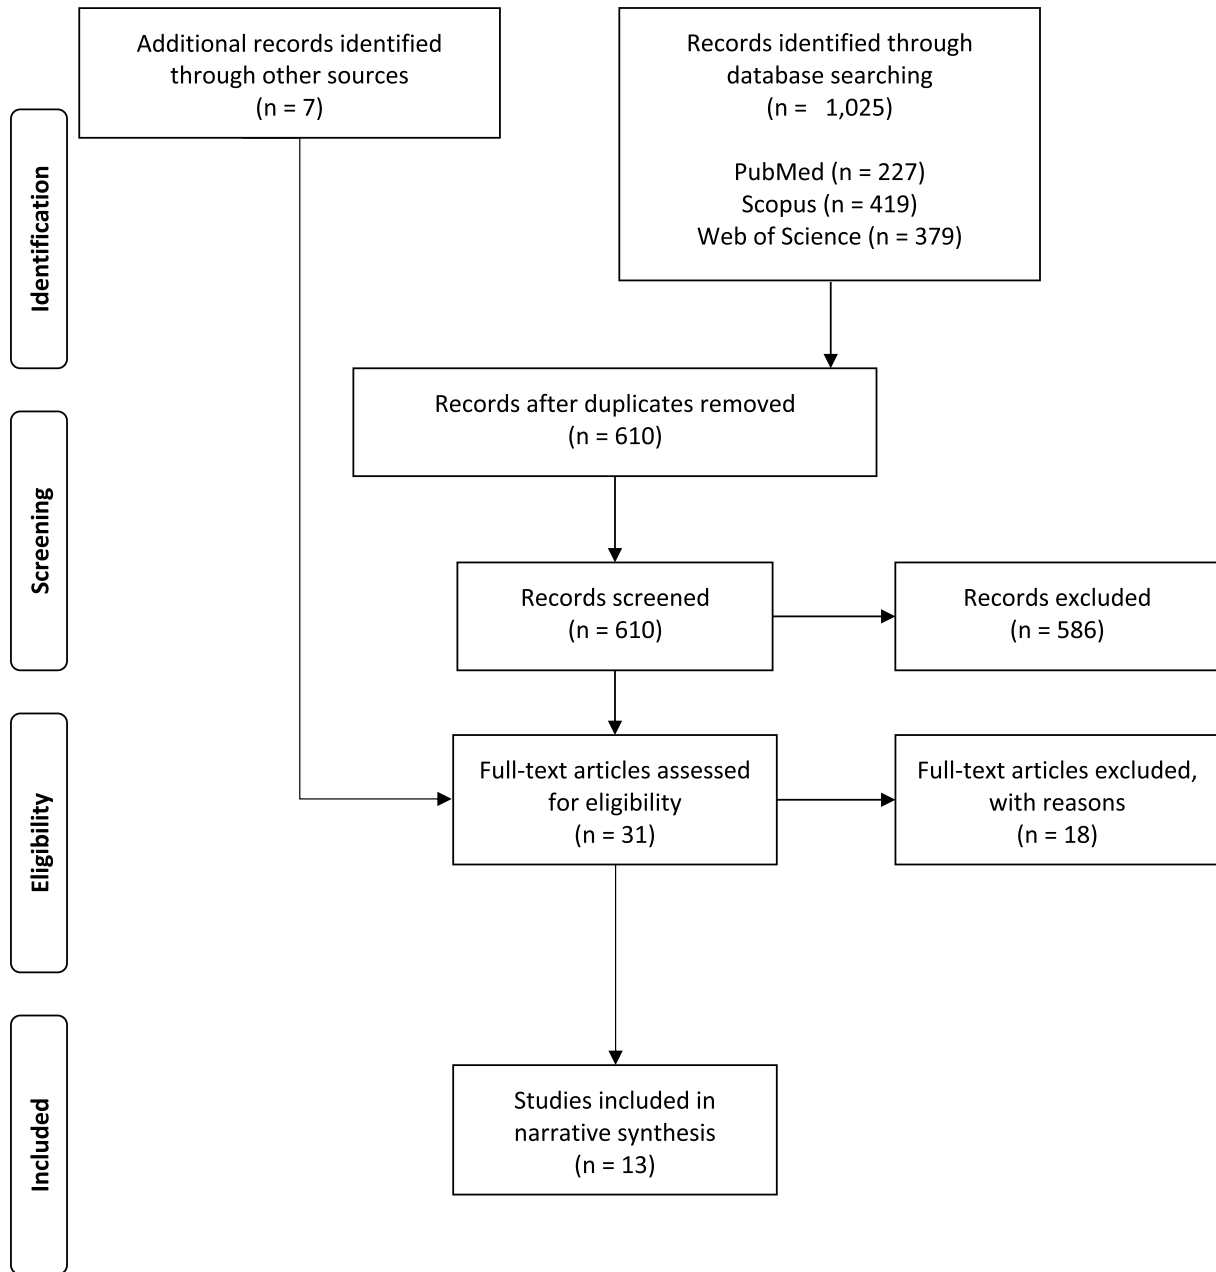 Additional records identified
through other sources
(n = 7)
Records identified through
database searching
(n =   1,025)
PubMed (n = 227)
Scopus (n = 419)
Web of Science (n = 379)
Identification
Records after duplicates removed
(n = 610)
Screening
Records screened
(n = 610)
Records excluded
(n = 586)
Eligibility
Full-text articles assessed
for eligibility
(n = 31)
Full-text articles excluded,
with reasons
(n = 18)
Included
Studies included in
narrative synthesis
(n = 13)